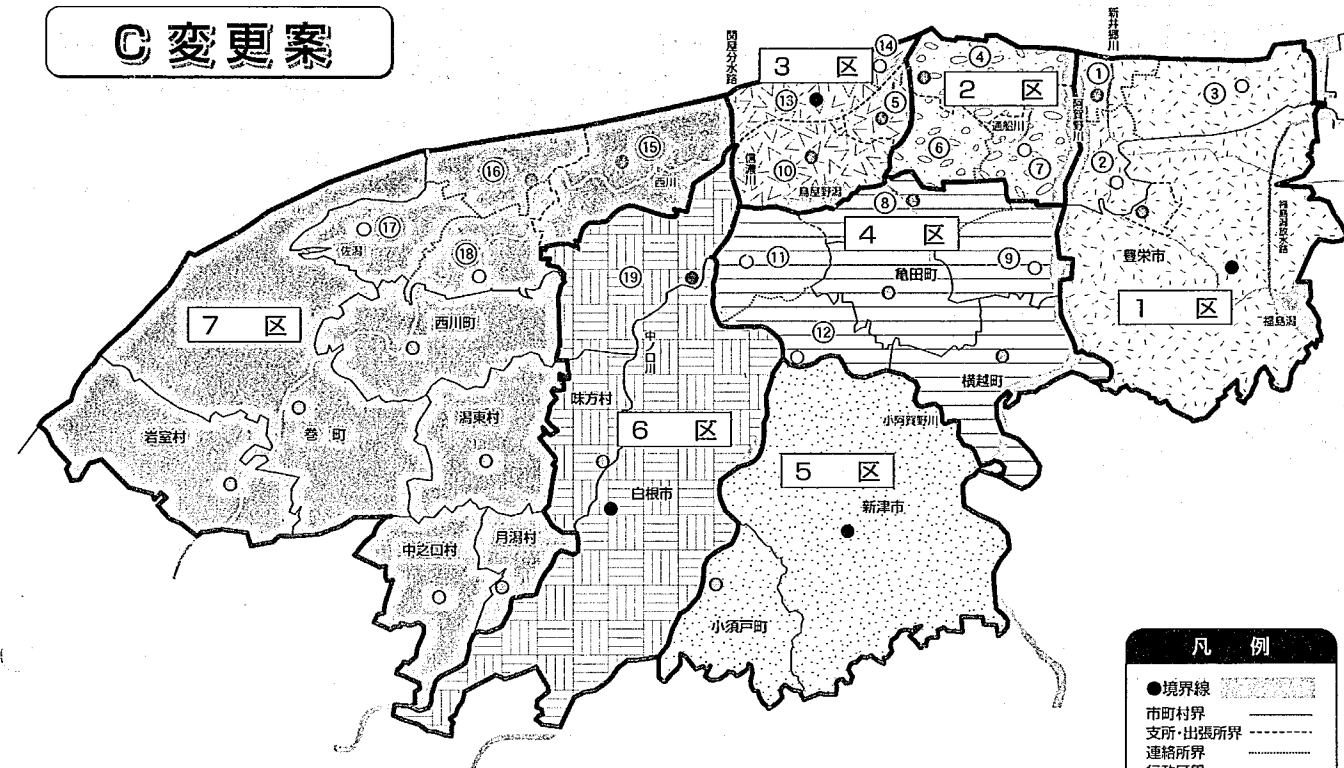 C 変更案
関屋分水路
新井郷川
⑭
3 区
④
2 区
①
③
⑬
⑤
阿賀野川
通船川
⑮
⑥
⑦
②
⑯
⑩
信濃川
鳥屋野潟
西川
⑧
福島潟放水路
⑰
佐潟
⑱
⑲
4 区
⑪
亀田町
⑨
豊栄市
1 区
福島潟
7 区
西川町
中ノ口川
⑫
横越町
味方村
潟東村
6 区
小阿賀野川
岩室村
巻 町
5 区
白根市
新津市
中之口村
月潟村
小須戸町
凡 例
●境界線
市町村界
支所・出張所界
連絡所界